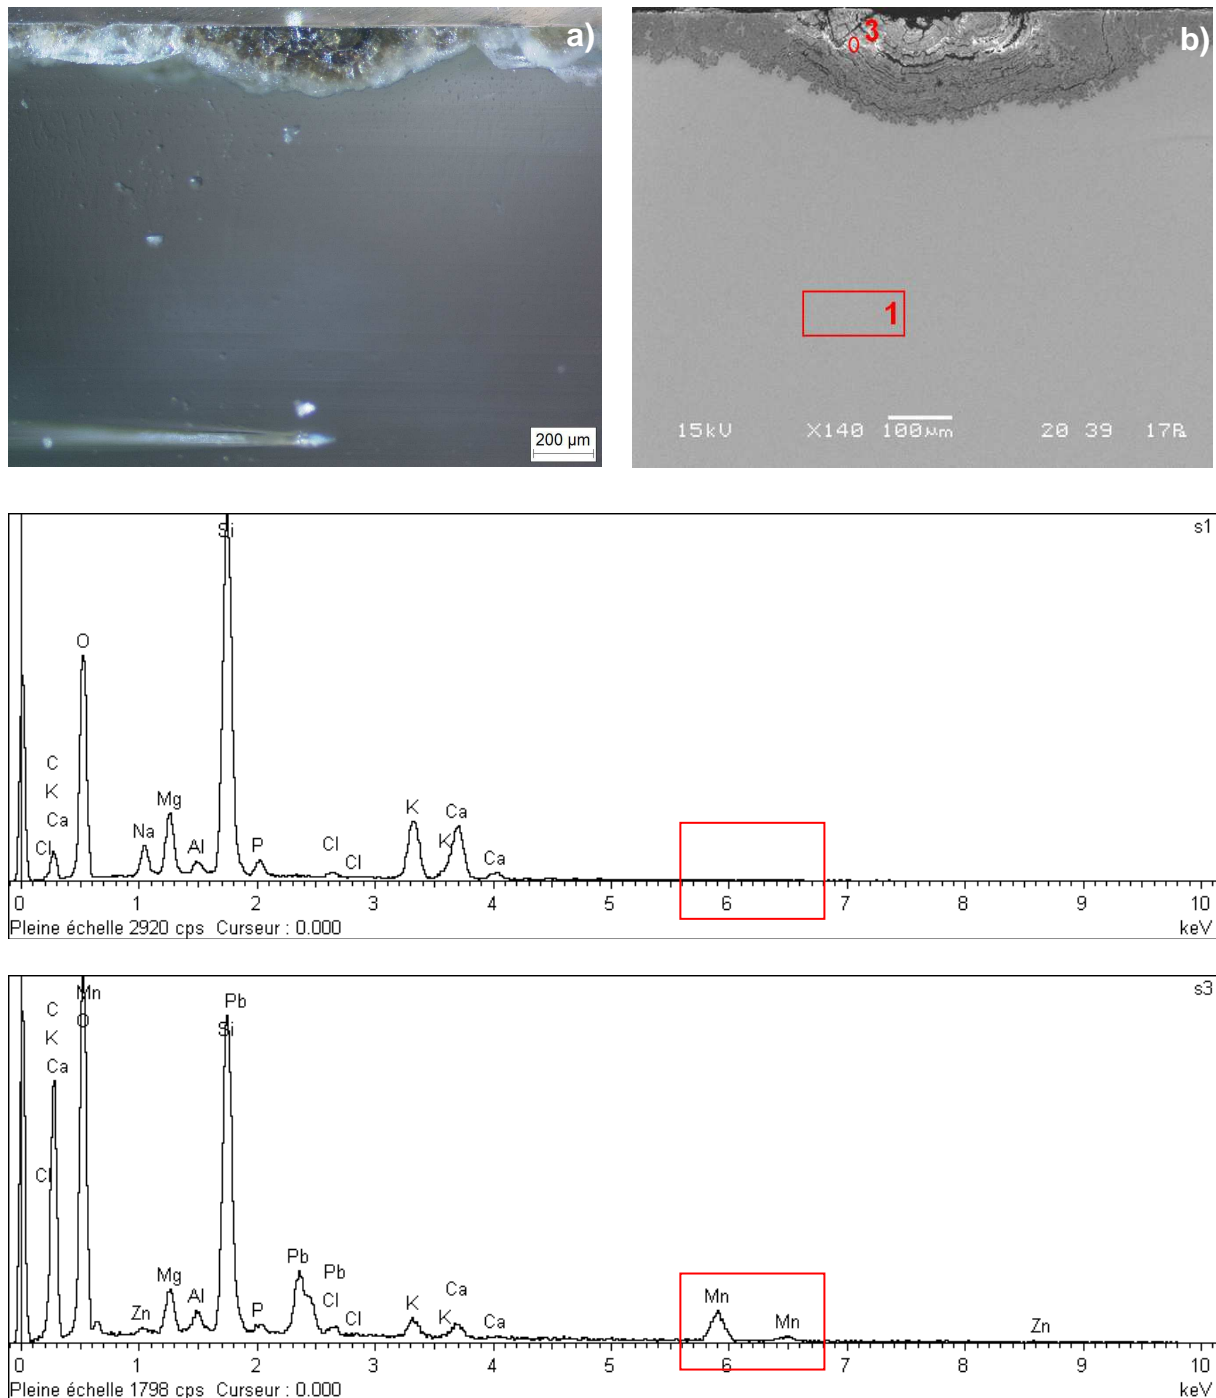 a)
200 µm
3
b)
1
15kV X140 100µm 20 39
s1
Si
O
C
K
Ca
Cl
Na
Mg
Al
P
Cl
Cl
K
K
Ca
Ca
0 1 2 3 4 5 6 7 8 9 10
Pleine échelle 2920 cps Curseur : 0.000 keV
s3
C
K
Ca
Cl
Mn
O
Pb
Si
Zn
Mg
Al
P
Pb
Pb
Cl
Cl
K
K
Ca
Ca
Mn
Mn
Zn
0 1 2 3 4 5 6 7 8 9 10
Pleine échelle 1798 cps Curseur : 0.000 keV